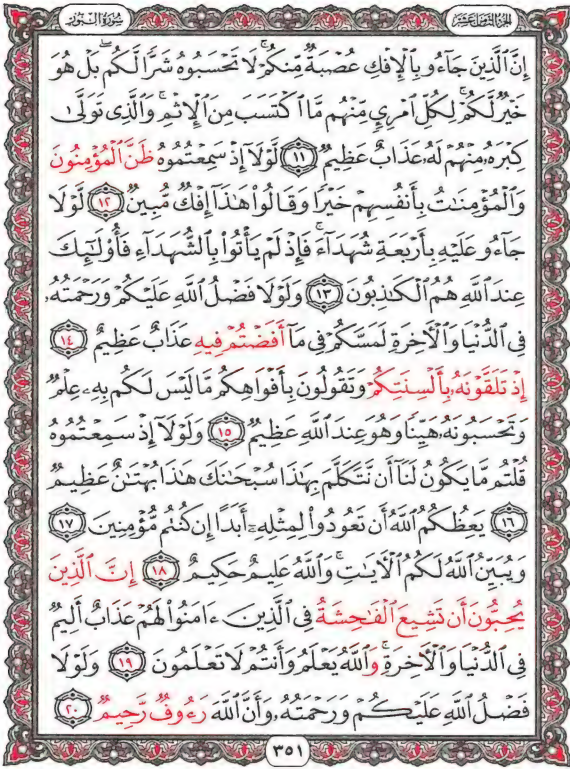 الجزء الثامن عشر
سورة النور
إِنَّ ٱلَّذِينَ جَآءُو بِٱلْإِفْكِ عُصْبَةٌ مِّنكُمْ ۚ لَا تَحْسَبُوهُ شَرًّا لَّكُم ۖ بَلْ هُوَ
خَيْرٌ لَّكُمْ ۚ لِكُلِّ ٱمْرِئٍ مِّنْهُم مَّا ٱكْتَسَبَ مِنَ ٱلْإِثْمِ ۚ وَٱلَّذِى تَوَلَّىٰ
كِبْرَهُۥ مِنْهُمْ لَهُۥ عَذَابٌ عَظِيمٌ ١١ لَّوْلَآ إِذْ سَمِعْتُمُوهُ ظَنَّ ٱلْمُؤْمِنُونَ
وَٱلْمُؤْمِنَٰتُ بِأَنفُسِهِمْ خَيْرًا وَقَالُوا۟ هَٰذَآ إِفْكٌ مُّبِينٌ ١٢ لَّوْلَا
جَآءُو عَلَيْهِ بِأَرْبَعَةِ شُهَدَآءَ ۚ فَإِذْ لَمْ يَأْتُوا۟ بِٱلشُّهَدَآءِ فَأُو۟لَٰٓئِكَ
عِندَ ٱللَّهِ هُمُ ٱلْكَٰذِبُونَ ١٣ وَلَوْلَا فَضْلُ ٱللَّهِ عَلَيْكُمْ وَرَحْمَتُهُۥ
فِى ٱلدُّنْيَا وَٱلْءَاخِرَةِ لَمَسَّكُمْ فِى مَآ أَفَضْتُمْ فِيهِ عَذَابٌ عَظِيمٌ ١٤
إِذْ تَلَقَّوْنَهُۥ بِأَلْسِنَتِكُمْ وَتَقُولُونَ بِأَفْوَاهِكُم مَّا لَيْسَ لَكُم بِهِۦ عِلْمٌ
وَتَحْسَبُونَهُۥ هَيِّنًا وَهُوَ عِندَ ٱللَّهِ عَظِيمٌ ١٥ وَلَوْلَآ إِذْ سَمِعْتُمُوهُ
قُلْتُم مَّا يَكُونُ لَنَآ أَن نَّتَكَلَّمَ بِهَٰذَا سُبْحَٰنَكَ هَٰذَا بُهْتَٰنٌ عَظِيمٌ
١٦ يَعِظُكُمُ ٱللَّهُ أَن تَعُودُوا۟ لِمِثْلِهِۦٓ أَبَدًا إِن كُنتُم مُّؤْمِنِينَ ١٧
وَيُبَيِّنُ ٱللَّهُ لَكُمُ ٱلْءَايَٰتِ ۚ وَٱللَّهُ عَلِيمٌ حَكِيمٌ ١٨ إِنَّ ٱلَّذِينَ
يُحِبُّونَ أَن تَشِيعَ ٱلْفَٰحِشَةُ فِى ٱلَّذِينَ ءَامَنُوا۟ لَهُمْ عَذَابٌ أَلِيمٌ
فِى ٱلدُّنْيَا وَٱلْءَاخِرَةِ ۚ وَٱللَّهُ يَعْلَمُ وَأَنتُمْ لَا تَعْلَمُونَ ١٩ وَلَوْلَا
فَضْلُ ٱللَّهِ عَلَيْكُمْ وَرَحْمَتُهُۥ وَأَنَّ ٱللَّهَ رَءُوفٌ رَّحِيمٌ ٢٠
٣٥١